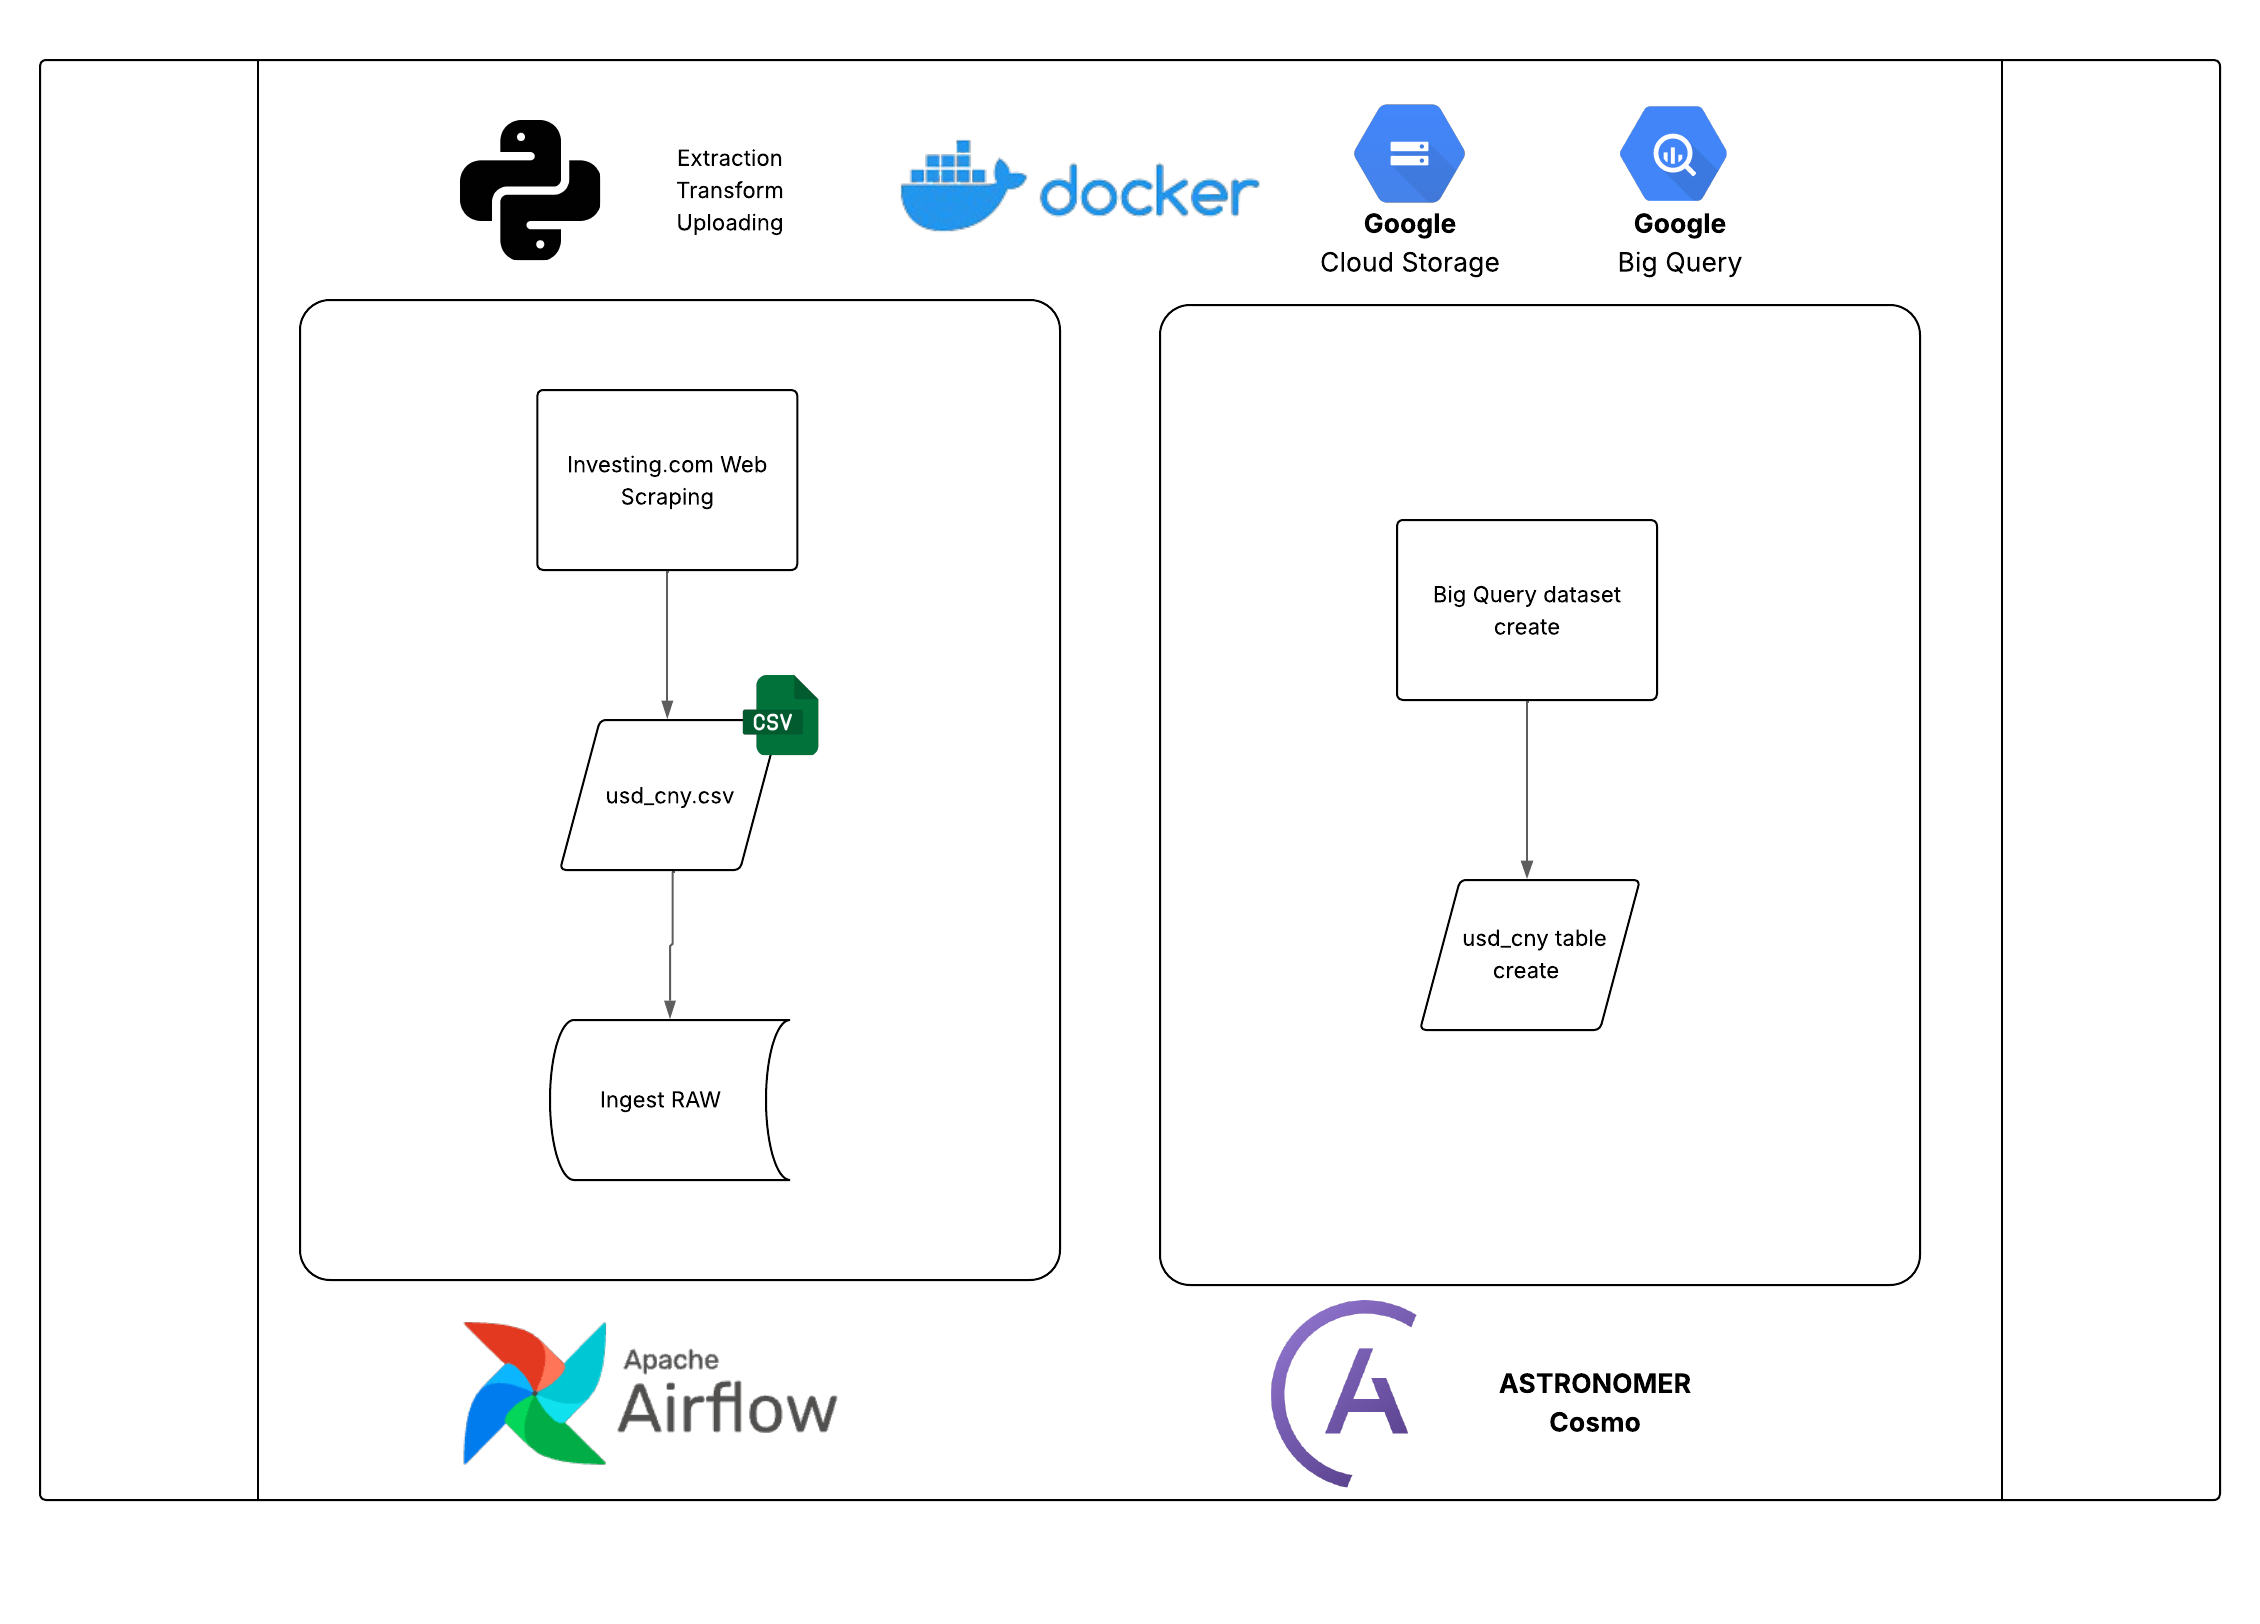 Extraction
Transform
Uploading
docker
Google
Cloud Storage
Google
Big Query
Investing.com Web
Scraping
CSV
usd_cny.csv
Ingest RAW
Big Query dataset
create
usd_cny table
create
Apache
Airflow
ASTRONOMER
Cosmo